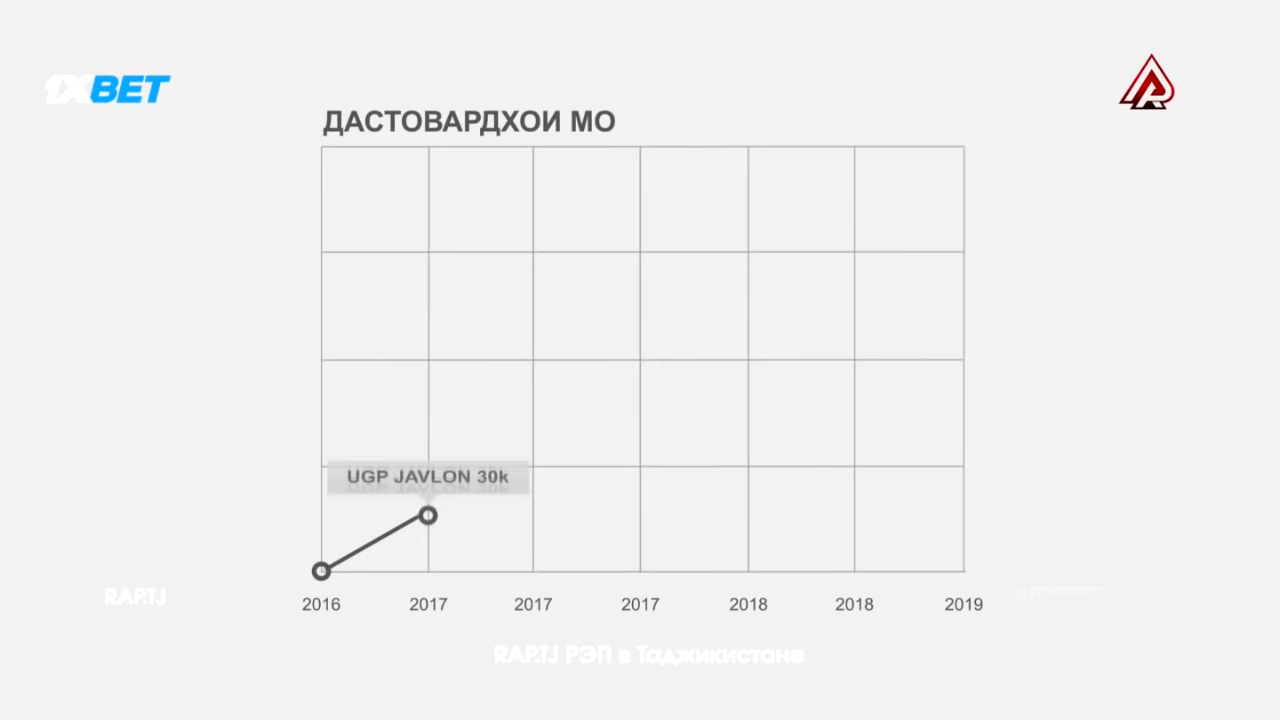 1XBET
ДАСТОВАРДХОИ МО
UGP JAVLON 30k
RAP.TJ
2016 2017 2017 2017 2018 2018 2019
RAP.TJ РЭП в Таджикистане